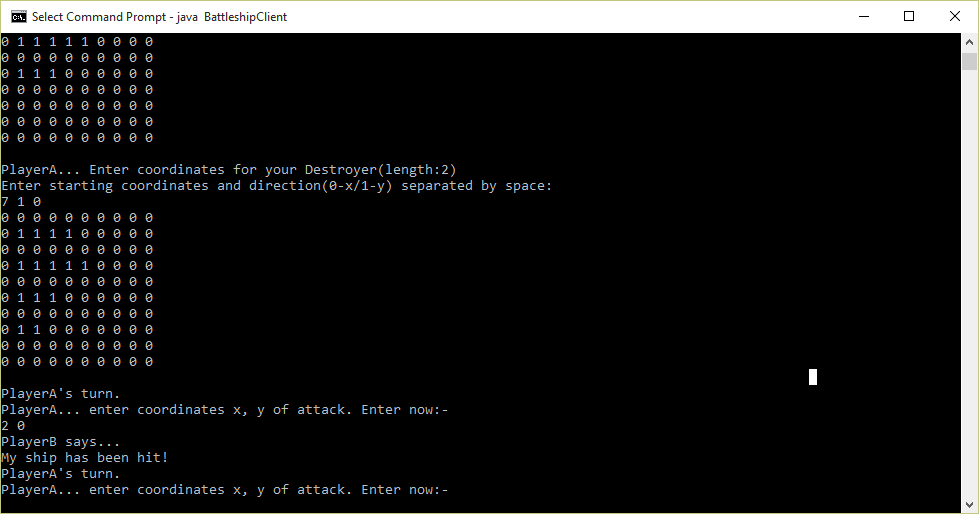 Select Command Prompt - java  BattleshipClient
0 1 1 1 1 1 0 0 0 0
0 0 0 0 0 0 0 0 0 0
0 1 1 1 0 0 0 0 0 0
0 0 0 0 0 0 0 0 0 0
0 0 0 0 0 0 0 0 0 0
0 0 0 0 0 0 0 0 0 0
0 0 0 0 0 0 0 0 0 0
PlayerA... Enter coordinates for your Destroyer(length:2)
Enter starting coordinates and direction(0-x/1-y) separated by space:
7 1 0
0 0 0 0 0 0 0 0 0 0
0 1 1 1 1 0 0 0 0 0
0 0 0 0 0 0 0 0 0 0
0 1 1 1 1 1 0 0 0 0
0 0 0 0 0 0 0 0 0 0
0 1 1 1 0 0 0 0 0 0
0 0 0 0 0 0 0 0 0 0
0 1 1 0 0 0 0 0 0 0
0 0 0 0 0 0 0 0 0 0
0 0 0 0 0 0 0 0 0 0
PlayerA's turn.
PlayerA... enter coordinates x, y of attack. Enter now:-
2 0
PlayerB says...
My ship has been hit!
PlayerA's turn.
PlayerA... enter coordinates x, y of attack. Enter now:-